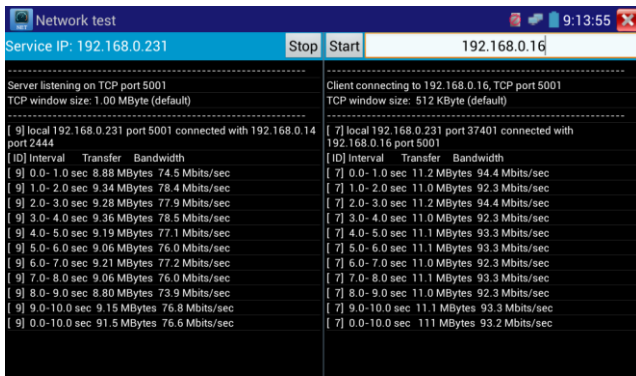 Network test
9:13:55
Service IP: 192.168.0.231
Stop
Start
192.168.0.16
Server listening on TCP port 5001
TCP window size: 1.00 MByte (default)
[ 9] local 192.168.0.231 port 5001 connected with 192.168.0.14
port 2444
[ ID] Interval Transfer Bandwidth
[ 9] 0.0- 1.0 sec 8.88 MBytes 74.5 Mbits/sec
[ 9] 1.0- 2.0 sec 9.34 MBytes 78.4 Mbits/sec
[ 9] 2.0- 3.0 sec 9.28 MBytes 77.9 Mbits/sec
[ 9] 3.0- 4.0 sec 9.36 MBytes 78.5 Mbits/sec
[ 9] 4.0- 5.0 sec 9.19 MBytes 77.1 Mbits/sec
[ 9] 5.0- 6.0 sec 9.06 MBytes 76.0 Mbits/sec
[ 9] 6.0- 7.0 sec 9.21 MBytes 77.2 Mbits/sec
[ 9] 7.0- 8.0 sec 9.06 MBytes 76.0 Mbits/sec
[ 9] 8.0- 9.0 sec 8.80 MBytes 73.9 Mbits/sec
[ 9] 9.0-10.0 sec 9.15 MBytes 76.8 Mbits/sec
[ 9] 0.0-10.0 sec 91.5 MBytes 76.6 Mbits/sec
Client connecting to 192.168.0.16, TCP port 5001
TCP window size: 512 KByte (default)
[ 7] local 192.168.0.231 port 37401 connected with
192.168.0.16 port 5001
[ ID] Interval Transfer Bandwidth
[ 7] 0.0- 1.0 sec 11.2 MBytes 94.4 Mbits/sec
[ 7] 1.0- 2.0 sec 11.0 MBytes 92.3 Mbits/sec
[ 7] 2.0- 3.0 sec 11.2 MBytes 94.4 Mbits/sec
[ 7] 3.0- 4.0 sec 11.0 MBytes 92.3 Mbits/sec
[ 7] 4.0- 5.0 sec 11.1 MBytes 93.3 Mbits/sec
[ 7] 5.0- 6.0 sec 11.1 MBytes 93.3 Mbits/sec
[ 7] 6.0- 7.0 sec 11.0 MBytes 92.3 Mbits/sec
[ 7] 7.0- 8.0 sec 11.1 MBytes 93.3 Mbits/sec
[ 7] 8.0- 9.0 sec 11.0 MBytes 92.3 Mbits/sec
[ 7] 9.0-10.0 sec 11.1 MBytes 93.3 Mbits/sec
[ 7] 0.0-10.0 sec 111 MBytes 93.2 Mbits/sec